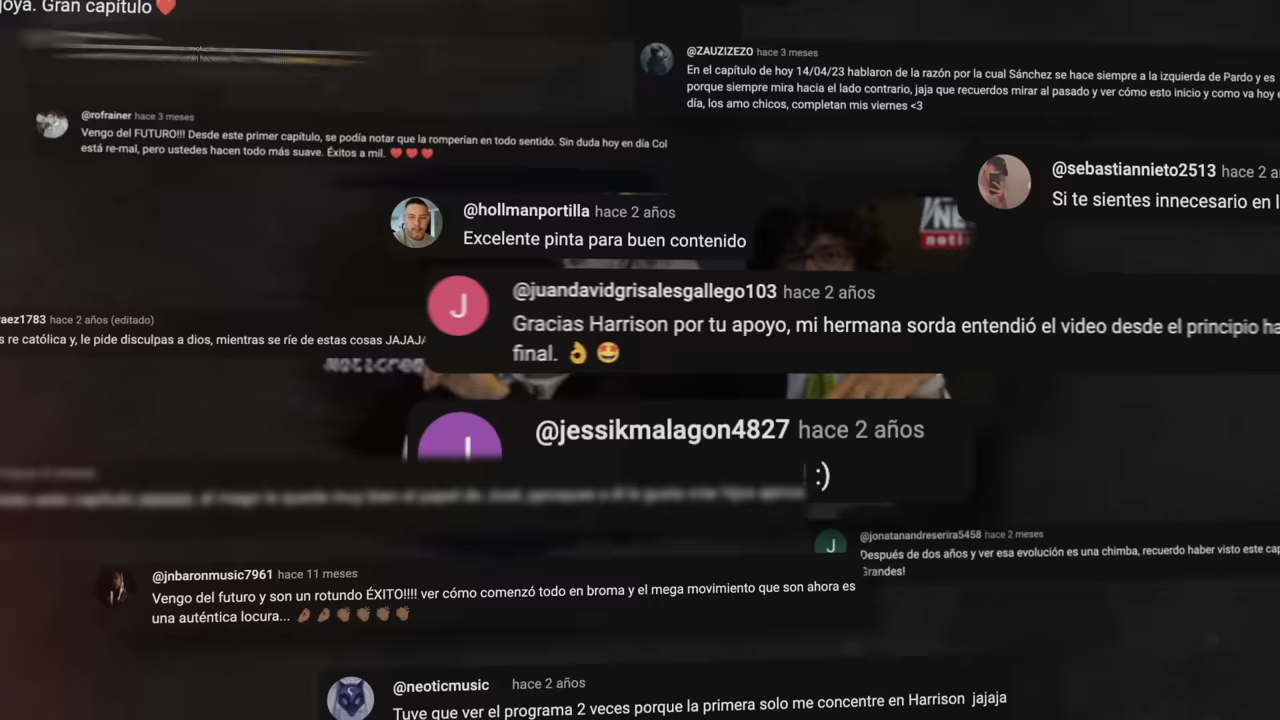 joya. Gran capítulo ❤️
@ZAUZIZEZO hace 3 meses
En el capítulo de hoy 14/04/23 hablaron de la razón por la cual Sánchez se hace siempre a la izquierda de Pardo y es
porque siempre mira hacia el lado contrario, jaja que recuerdos mirar al pasado y ver cómo esto inicio y como va hoy e
día, los amo chicos, completan mis viernes <3
@rofrainer hace 3 meses
Vengo del FUTURO!!! Desde este primer capítulo, se podía notar que la romperían en todo sentido. Sin duda hoy en día Col
está re-mal, pero ustedes hacen todo más suave. Éxitos a mil. ❤️ ❤️ ❤️
@sebastiannieto2513 hace 2 a
Si te sientes innecesario en l
@hollmanportilla hace 2 años
Excelente pinta para buen contenido
noti
@juandavidgrisalesgallego103 hace 2 años
Gracias Harrison por tu apoyo, mi hermana sorda entendió el video desde el principio ha
final. 👌 🤩
aez1783 hace 2 años (editado)
s re católica y, le pide disculpas a dios, mientras se ríe de estas cosas JAJAJA
Noticre
@jessikmalagon4827 hace 2 años
:)
@jonatanandreserira5458 hace 2 meses
Después de dos años y ver esa evolución es una chimba, recuerdo haber visto este cap
Grandes!
@jnbaronmusic7961 hace 11 meses
Vengo del futuro y son un rotundo ÉXITO!!!! ver cómo comenzó todo en broma y el mega movimiento que son ahora es
una auténtica locura... 🤌🏽 🤌🏽 👏🏽 👏🏽 👏🏽 👏🏽
@neoticmusic hace 2 años
Tuve que ver el programa 2 veces porque la primera solo me concentre en Harrison jajaja